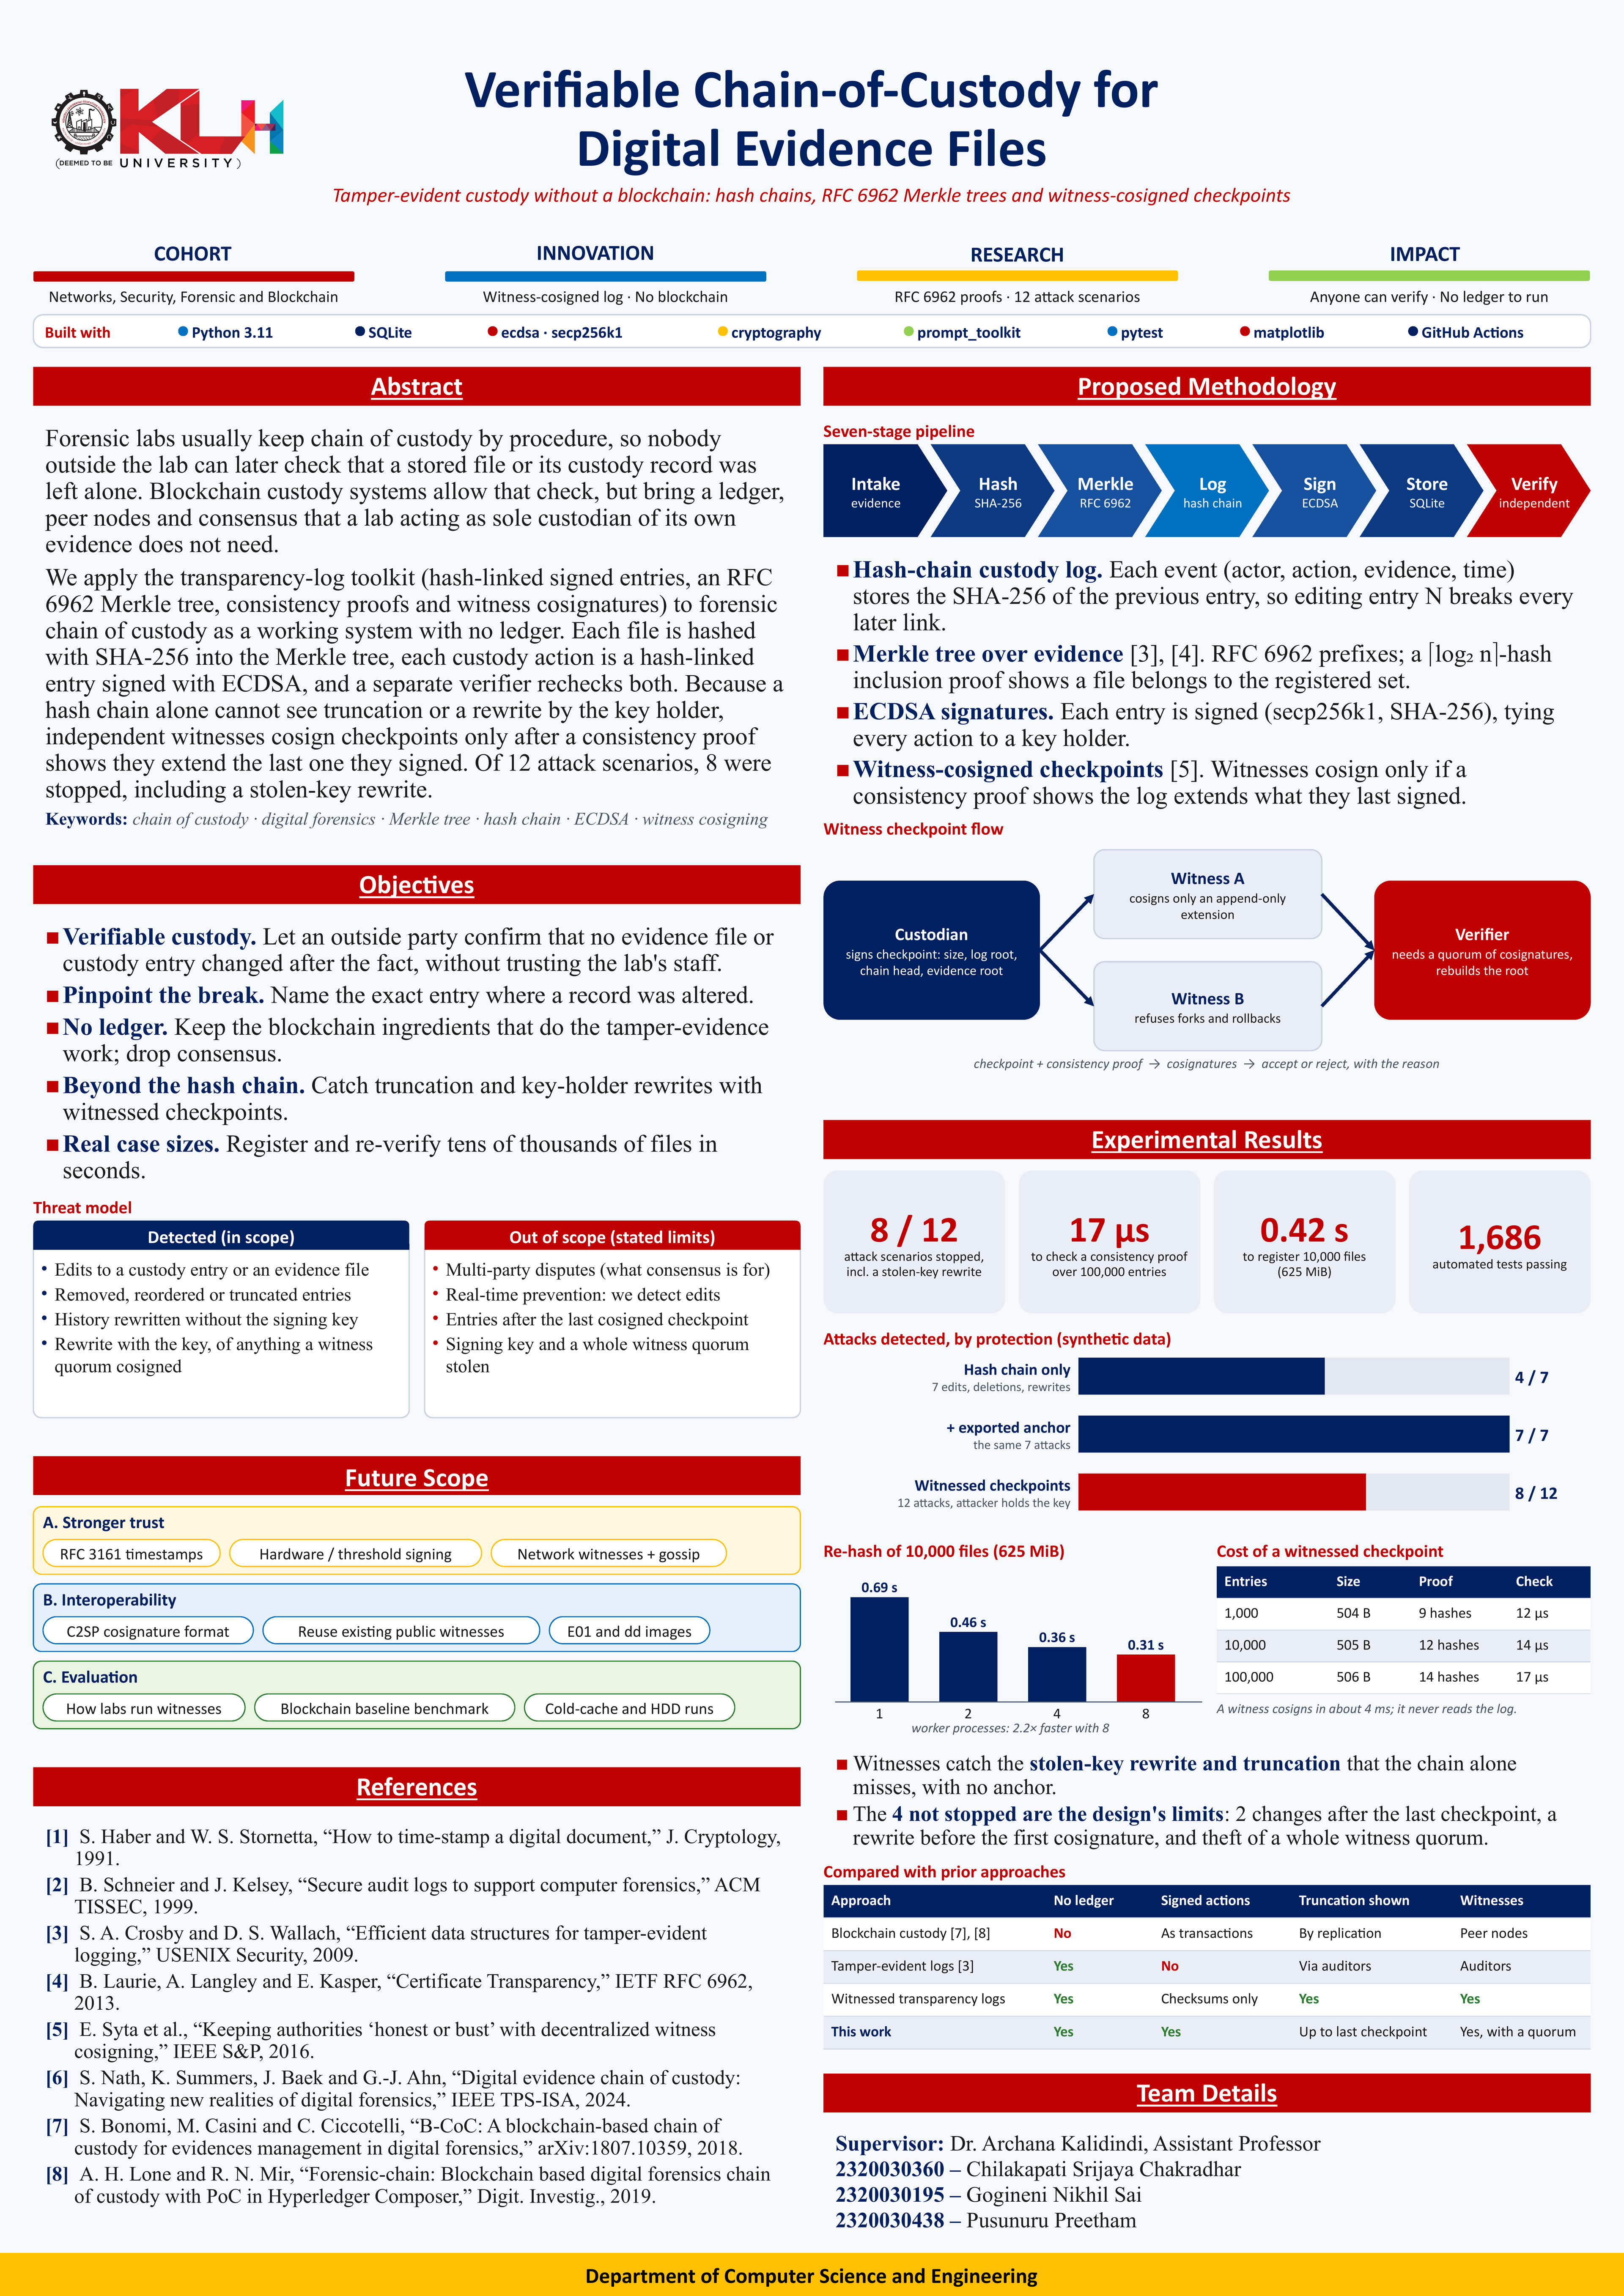 KLH
(DEEMED TO BE UNIVERSITY)
Verifiable Chain-of-Custody for
Digital Evidence Files
Tamper-evident custody without a blockchain: hash chains, RFC 6962 Merkle trees and witness-cosigned checkpoints
COHORT
Networks, Security, Forensic and Blockchain
INNOVATION
Witness-cosigned log · No blockchain
RESEARCH
RFC 6962 proofs · 12 attack scenarios
IMPACT
Anyone can verify · No ledger to run
Built with Python 3.11 SQLite ecdsa · secp256k1 cryptography prompt_toolkit pytest matplotlib GitHub Actions
Abstract
Forensic labs usually keep chain of custody by procedure, so nobody
outside the lab can later check that a stored file or its custody record was
left alone. Blockchain custody systems allow that check, but bring a ledger,
peer nodes and consensus that a lab acting as sole custodian of its own
evidence does not need.
We apply the transparency-log toolkit (hash-linked signed entries, an RFC
6962 Merkle tree, consistency proofs and witness cosignatures) to forensic
chain of custody as a working system with no ledger. Each file is hashed
with SHA-256 into the Merkle tree, each custody action is a hash-linked
entry signed with ECDSA, and a separate verifier rechecks both. Because a
hash chain alone cannot see truncation or a rewrite by the key holder,
independent witnesses cosign checkpoints only after a consistency proof
shows they extend the last one they signed. Of 12 attack scenarios, 8 were
stopped, including a stolen-key rewrite.
Keywords: chain of custody · digital forensics · Merkle tree · hash chain · ECDSA · witness cosigning
Objectives
■ Verifiable custody. Let an outside party confirm that no evidence file or
custody entry changed after the fact, without trusting the lab's staff.
■ Pinpoint the break. Name the exact entry where a record was altered.
■ No ledger. Keep the blockchain ingredients that do the tamper-evidence
work; drop consensus.
■ Beyond the hash chain. Catch truncation and key-holder rewrites with
witnessed checkpoints.
■ Real case sizes. Register and re-verify tens of thousands of files in
seconds.
Threat model
Detected (in scope)
• Edits to a custody entry or an evidence file
• Removed, reordered or truncated entries
• History rewritten without the signing key
• Rewrite with the key, of anything a witness
quorum cosigned
Out of scope (stated limits)
• Multi-party disputes (what consensus is for)
• Real-time prevention: we detect edits
• Entries after the last cosigned checkpoint
• Signing key and a whole witness quorum
stolen
Future Scope
A. Stronger trust
RFC 3161 timestamps Hardware / threshold signing Network witnesses + gossip
B. Interoperability
C2SP cosignature format Reuse existing public witnesses E01 and dd images
C. Evaluation
How labs run witnesses Blockchain baseline benchmark Cold-cache and HDD runs
References
[1] S. Haber and W. S. Stornetta, “How to time-stamp a digital document,” J. Cryptology,
1991.
[2] B. Schneier and J. Kelsey, “Secure audit logs to support computer forensics,” ACM
TISSEC, 1999.
[3] S. A. Crosby and D. S. Wallach, “Efficient data structures for tamper-evident
logging,” USENIX Security, 2009.
[4] B. Laurie, A. Langley and E. Kasper, “Certificate Transparency,” IETF RFC 6962,
2013.
[5] E. Syta et al., “Keeping authorities ‘honest or bust’ with decentralized witness
cosigning,” IEEE S&P, 2016.
[6] S. Nath, K. Summers, J. Baek and G.-J. Ahn, “Digital evidence chain of custody:
Navigating new realities of digital forensics,” IEEE TPS-ISA, 2024.
[7] S. Bonomi, M. Casini and C. Ciccotelli, “B-CoC: A blockchain-based chain of
custody for evidences management in digital forensics,” arXiv:1807.10359, 2018.
[8] A. H. Lone and R. N. Mir, “Forensic-chain: Blockchain based digital forensics chain
of custody with PoC in Hyperledger Composer,” Digit. Investig., 2019.
Proposed Methodology
Seven-stage pipeline
Intake Hash Merkle Log Sign Store Verify
evidence SHA-256 RFC 6962 hash chain ECDSA SQLite independent
■ Hash-chain custody log. Each event (actor, action, evidence, time)
stores the SHA-256 of the previous entry, so editing entry N breaks every
later link.
■ Merkle tree over evidence [3], [4]. RFC 6962 prefixes; a ⌈log₂ n⌉-hash
inclusion proof shows a file belongs to the registered set.
■ ECDSA signatures. Each entry is signed (secp256k1, SHA-256), tying
every action to a key holder.
■ Witness-cosigned checkpoints [5]. Witnesses cosign only if a
consistency proof shows the log extends what they last signed.
Witness checkpoint flow
Custodian
signs checkpoint: size, log root,
chain head, evidence root
Witness A
cosigns only an append-only
extension
Witness B
refuses forks and rollbacks
Verifier
needs a quorum of cosignatures,
rebuilds the root
checkpoint + consistency proof → cosignatures → accept or reject, with the reason
Experimental Results
8 / 12
attack scenarios stopped,
incl. a stolen-key rewrite
17 µs
to check a consistency proof
over 100,000 entries
0.42 s
to register 10,000 files
(625 MiB)
1,686
automated tests passing
Attacks detected, by protection (synthetic data)
Hash chain only 4 / 7
7 edits, deletions, rewrites
+ exported anchor 7 / 7
the same 7 attacks
Witnessed checkpoints 8 / 12
12 attacks, attacker holds the key
Re-hash of 10,000 files (625 MiB)
0.69 s
0.46 s
0.36 s
0.31 s
1 2 4 8
worker processes: 2.2× faster with 8
Cost of a witnessed checkpoint
Entries Size Proof Check
1,000 504 B 9 hashes 12 µs
10,000 505 B 12 hashes 14 µs
100,000 506 B 14 hashes 17 µs
A witness cosigns in about 4 ms; it never reads the log.
■ Witnesses catch the stolen-key rewrite and truncation that the chain alone
misses, with no anchor.
■ The 4 not stopped are the design's limits: 2 changes after the last checkpoint, a
rewrite before the first cosignature, and theft of a whole witness quorum.
Compared with prior approaches
Approach No ledger Signed actions Truncation shown Witnesses
Blockchain custody [7], [8] No As transactions By replication Peer nodes
Tamper-evident logs [3] Yes No Via auditors Auditors
Witnessed transparency logs Yes Checksums only Yes Yes
This work Yes Yes Up to last checkpoint Yes, with a quorum
Team Details
Supervisor: Dr. Archana Kalidindi, Assistant Professor
2320030360 – Chilakapati Srijaya Chakradhar
2320030195 – Gogineni Nikhil Sai
2320030438 – Pusunuru Preetham
Department of Computer Science and Engineering